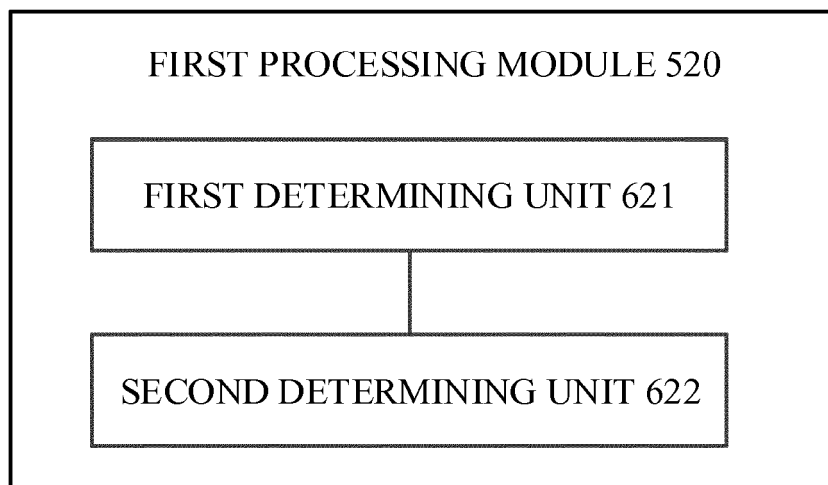 FIRST PROCESSING MODULE 520
FIRST DETERMINING UNIT 621
SECOND DETERMINING UNIT 622